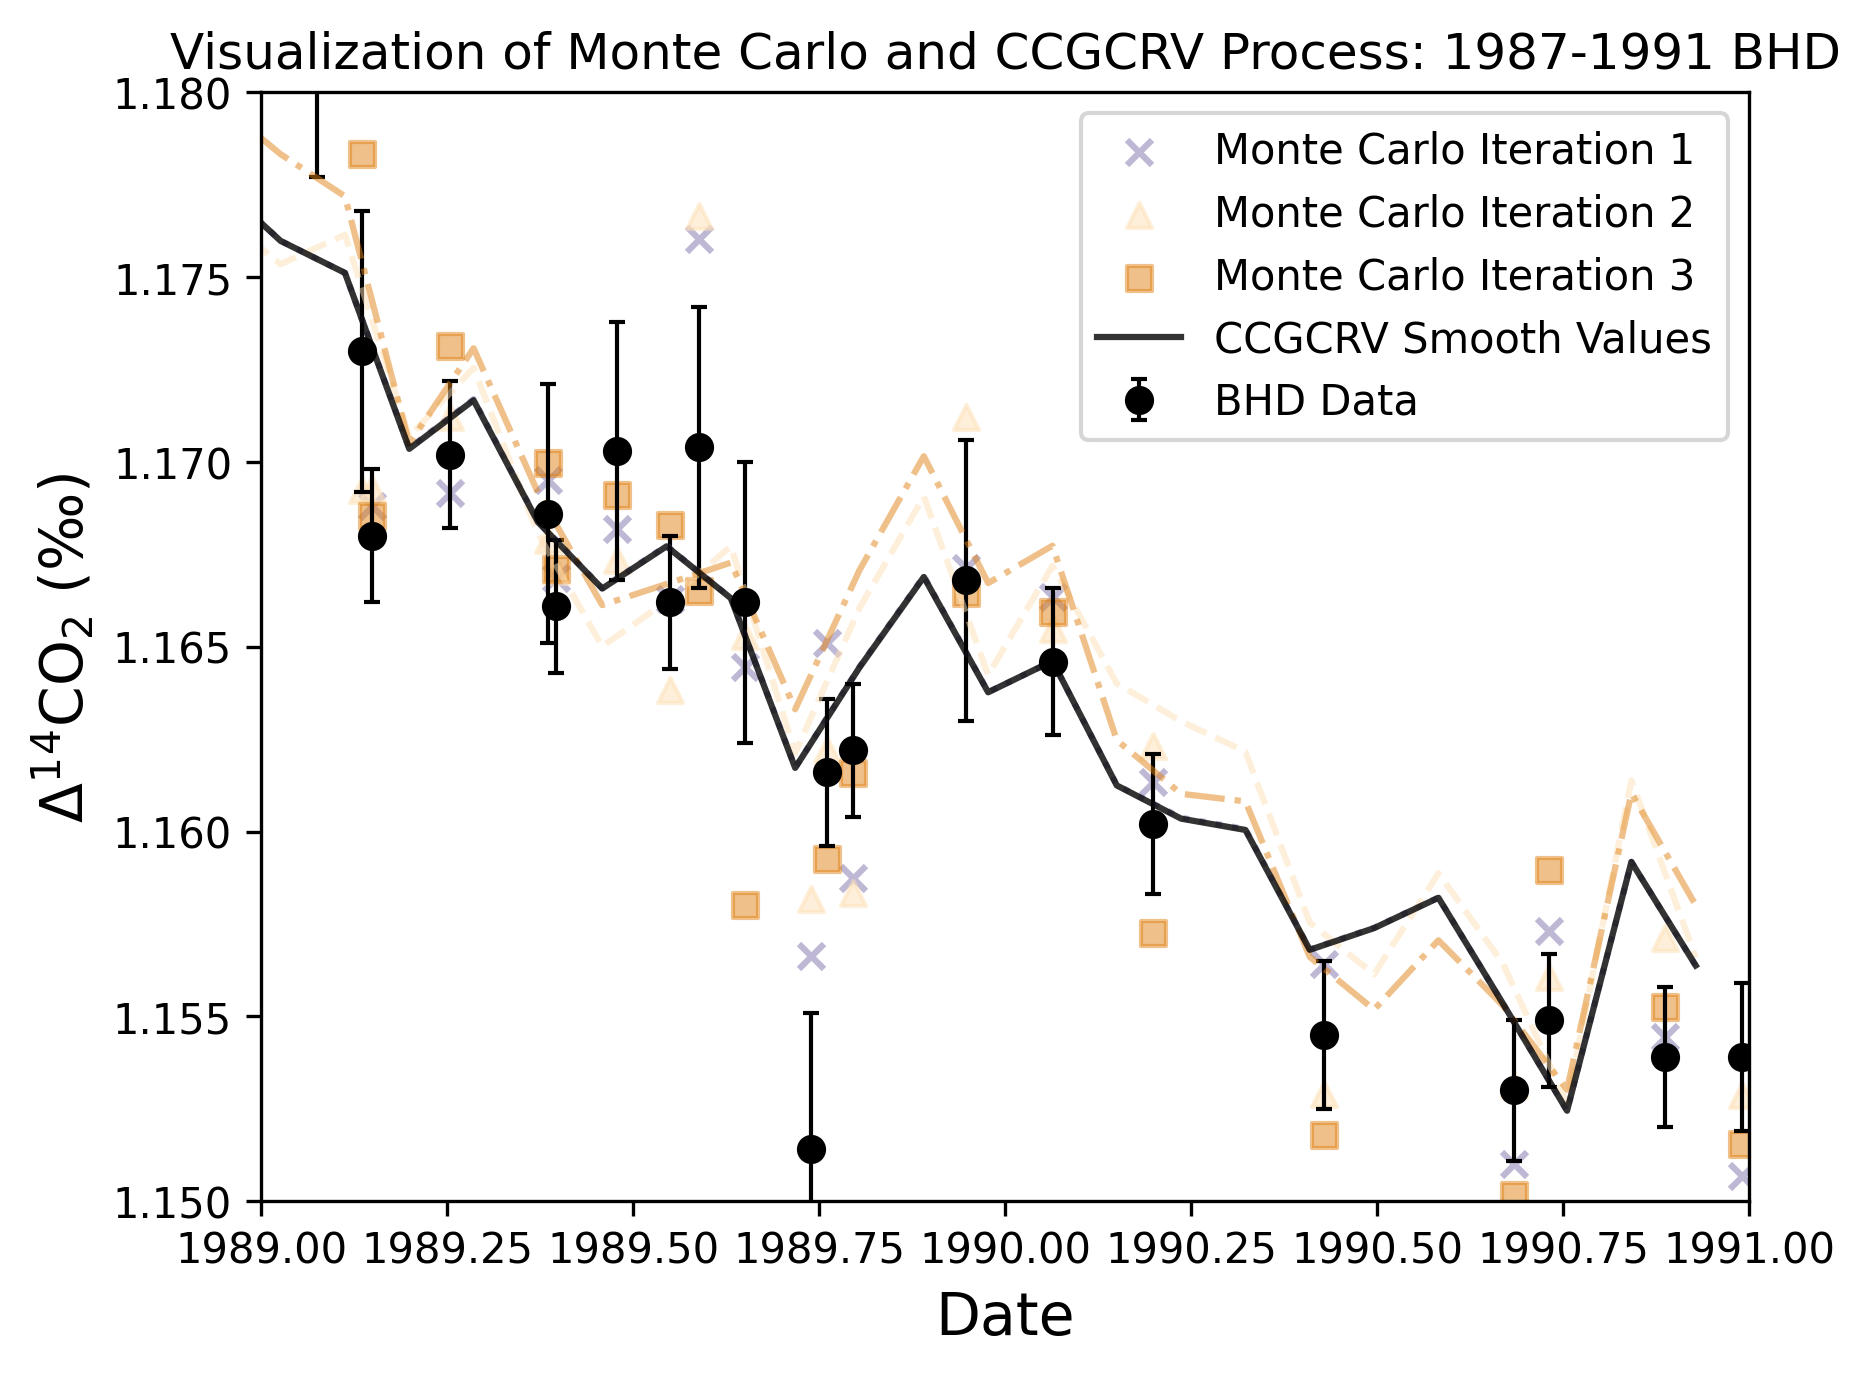 Visualization of Monte Carlo and CCGCRV Process: 1987-1991 BHD
1.180
1.175
1.170
1.165
1.160
1.155
1.150
Δ¹⁴CO₂ (‰)
Monte Carlo Iteration 1
Monte Carlo Iteration 2
Monte Carlo Iteration 3
CCGCRV Smooth Values
BHD Data
1989.00 1989.25 1989.50 1989.75 1990.00 1990.25 1990.50 1990.75 1991.00
Date